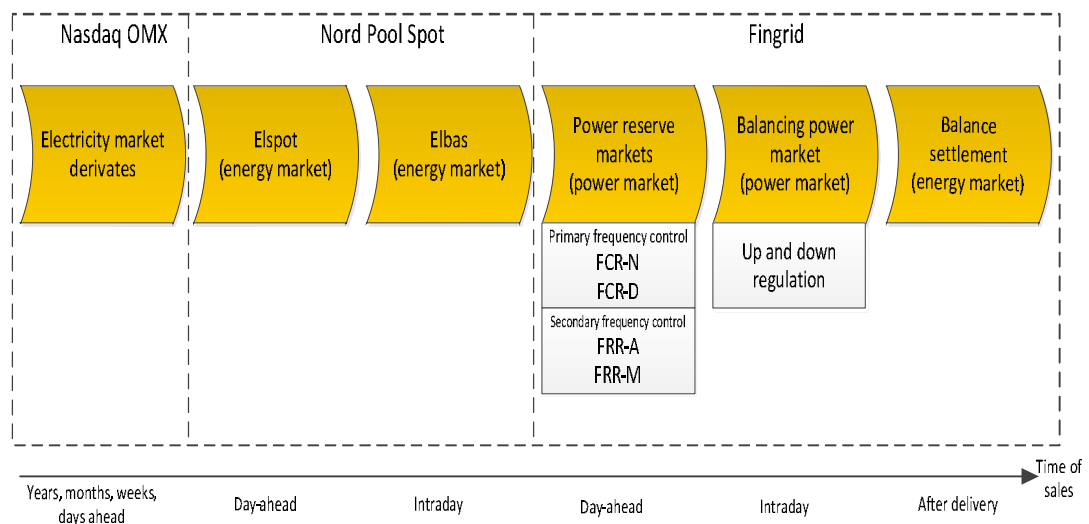 Nasdaq OMX
Nord Pool Spot
Fingrid
Electricity market
derivates
Elspot
(energy market)
Elbas
(energy market)
Power reserve
markets
(power market)
Balancing power
market
(power market)
Balance
settlement
(energy market)
Primary frequency control
FCR-N
FCR-D
Secondary frequency control
FRR-A
FRR-M
Up and down
regulation
Time of
sales
Years, months, weeks,
days ahead
Day-ahead
Intraday
Day-ahead
Intraday
After delivery